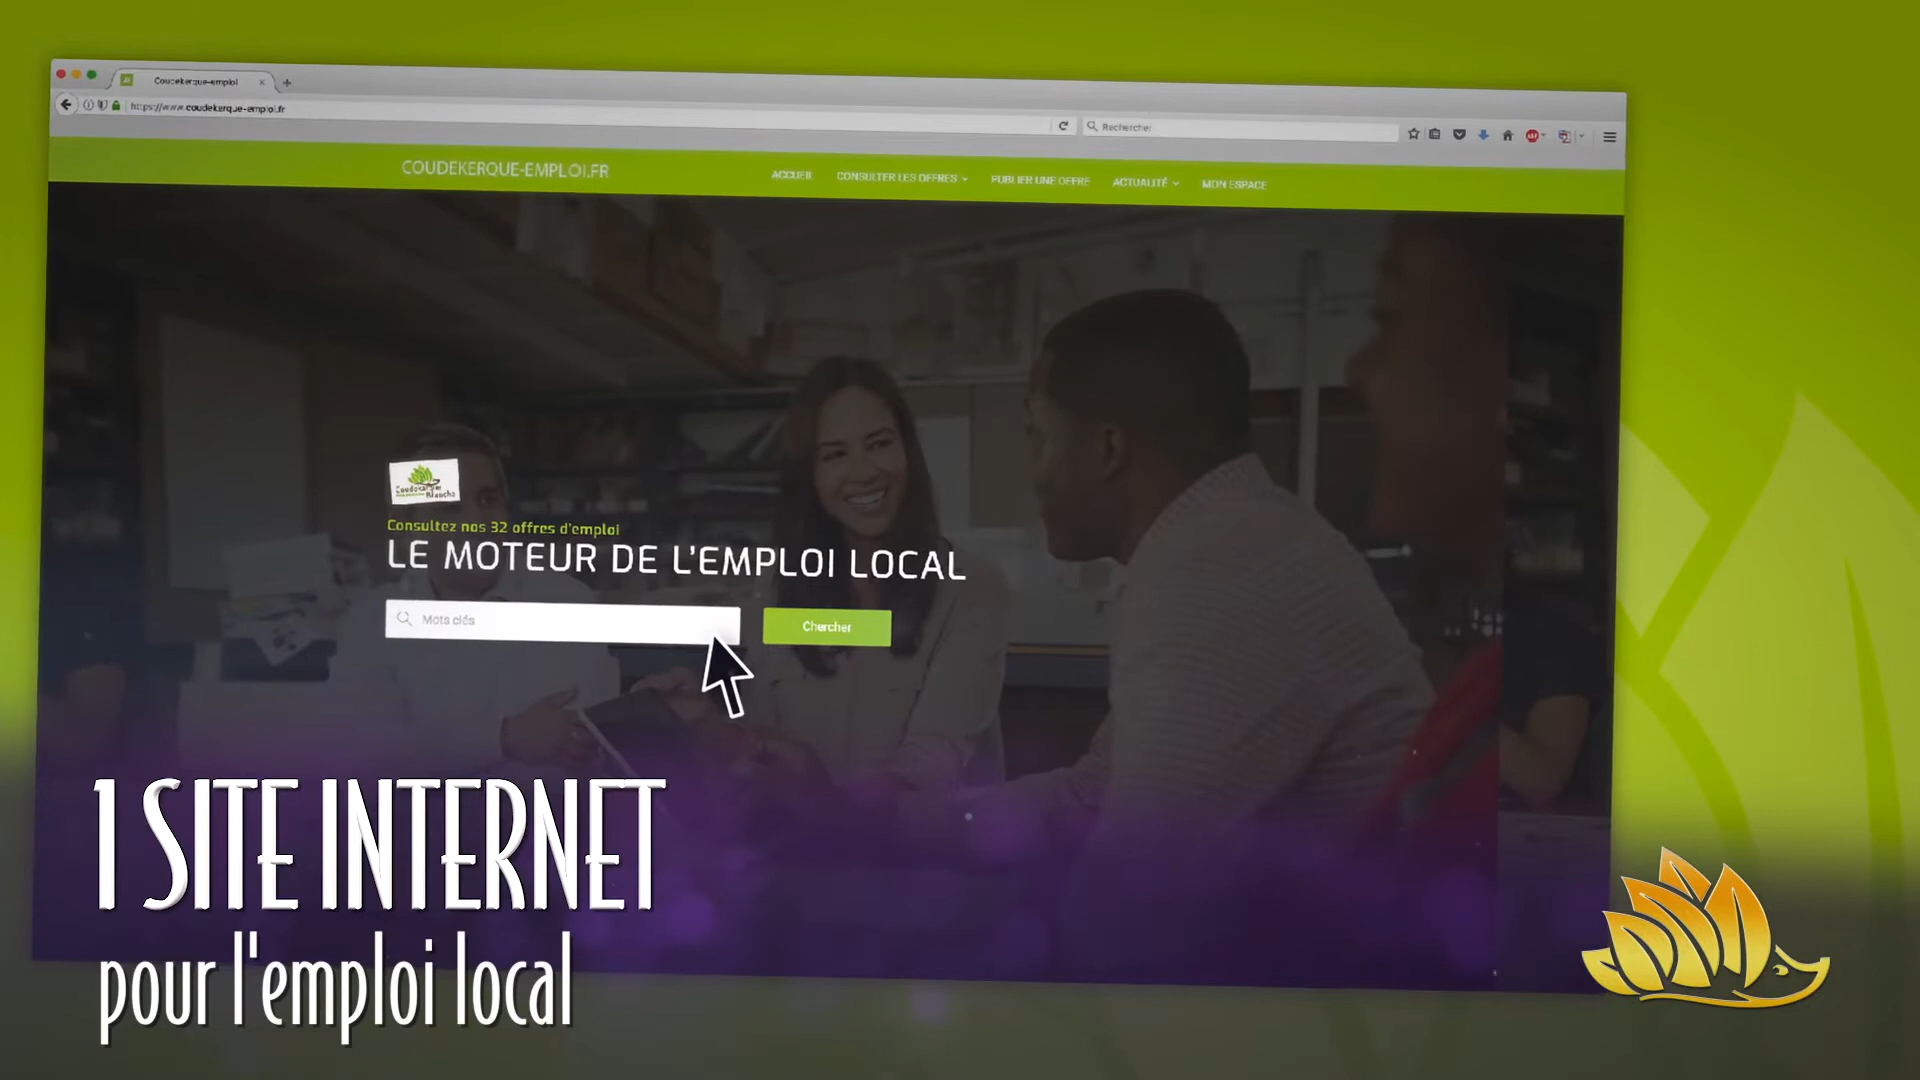 Coudekerque-emploi
https://www.coudekerque-emploi.fr
Rechercher
COUDEKERQUE-EMPLOI.FR
ACCUEIL
CONSULTER LES OFFRES
PUBLIER UNE OFFRE
ACTUALITÉ
MON ESPACE
Coudekerque
Branche
Consultez nos 32 offres d'emploi
LE MOTEUR DE L'EMPLOI LOCAL
Mots clés
Chercher
1 SITE INTERNET
pour l'emploi local